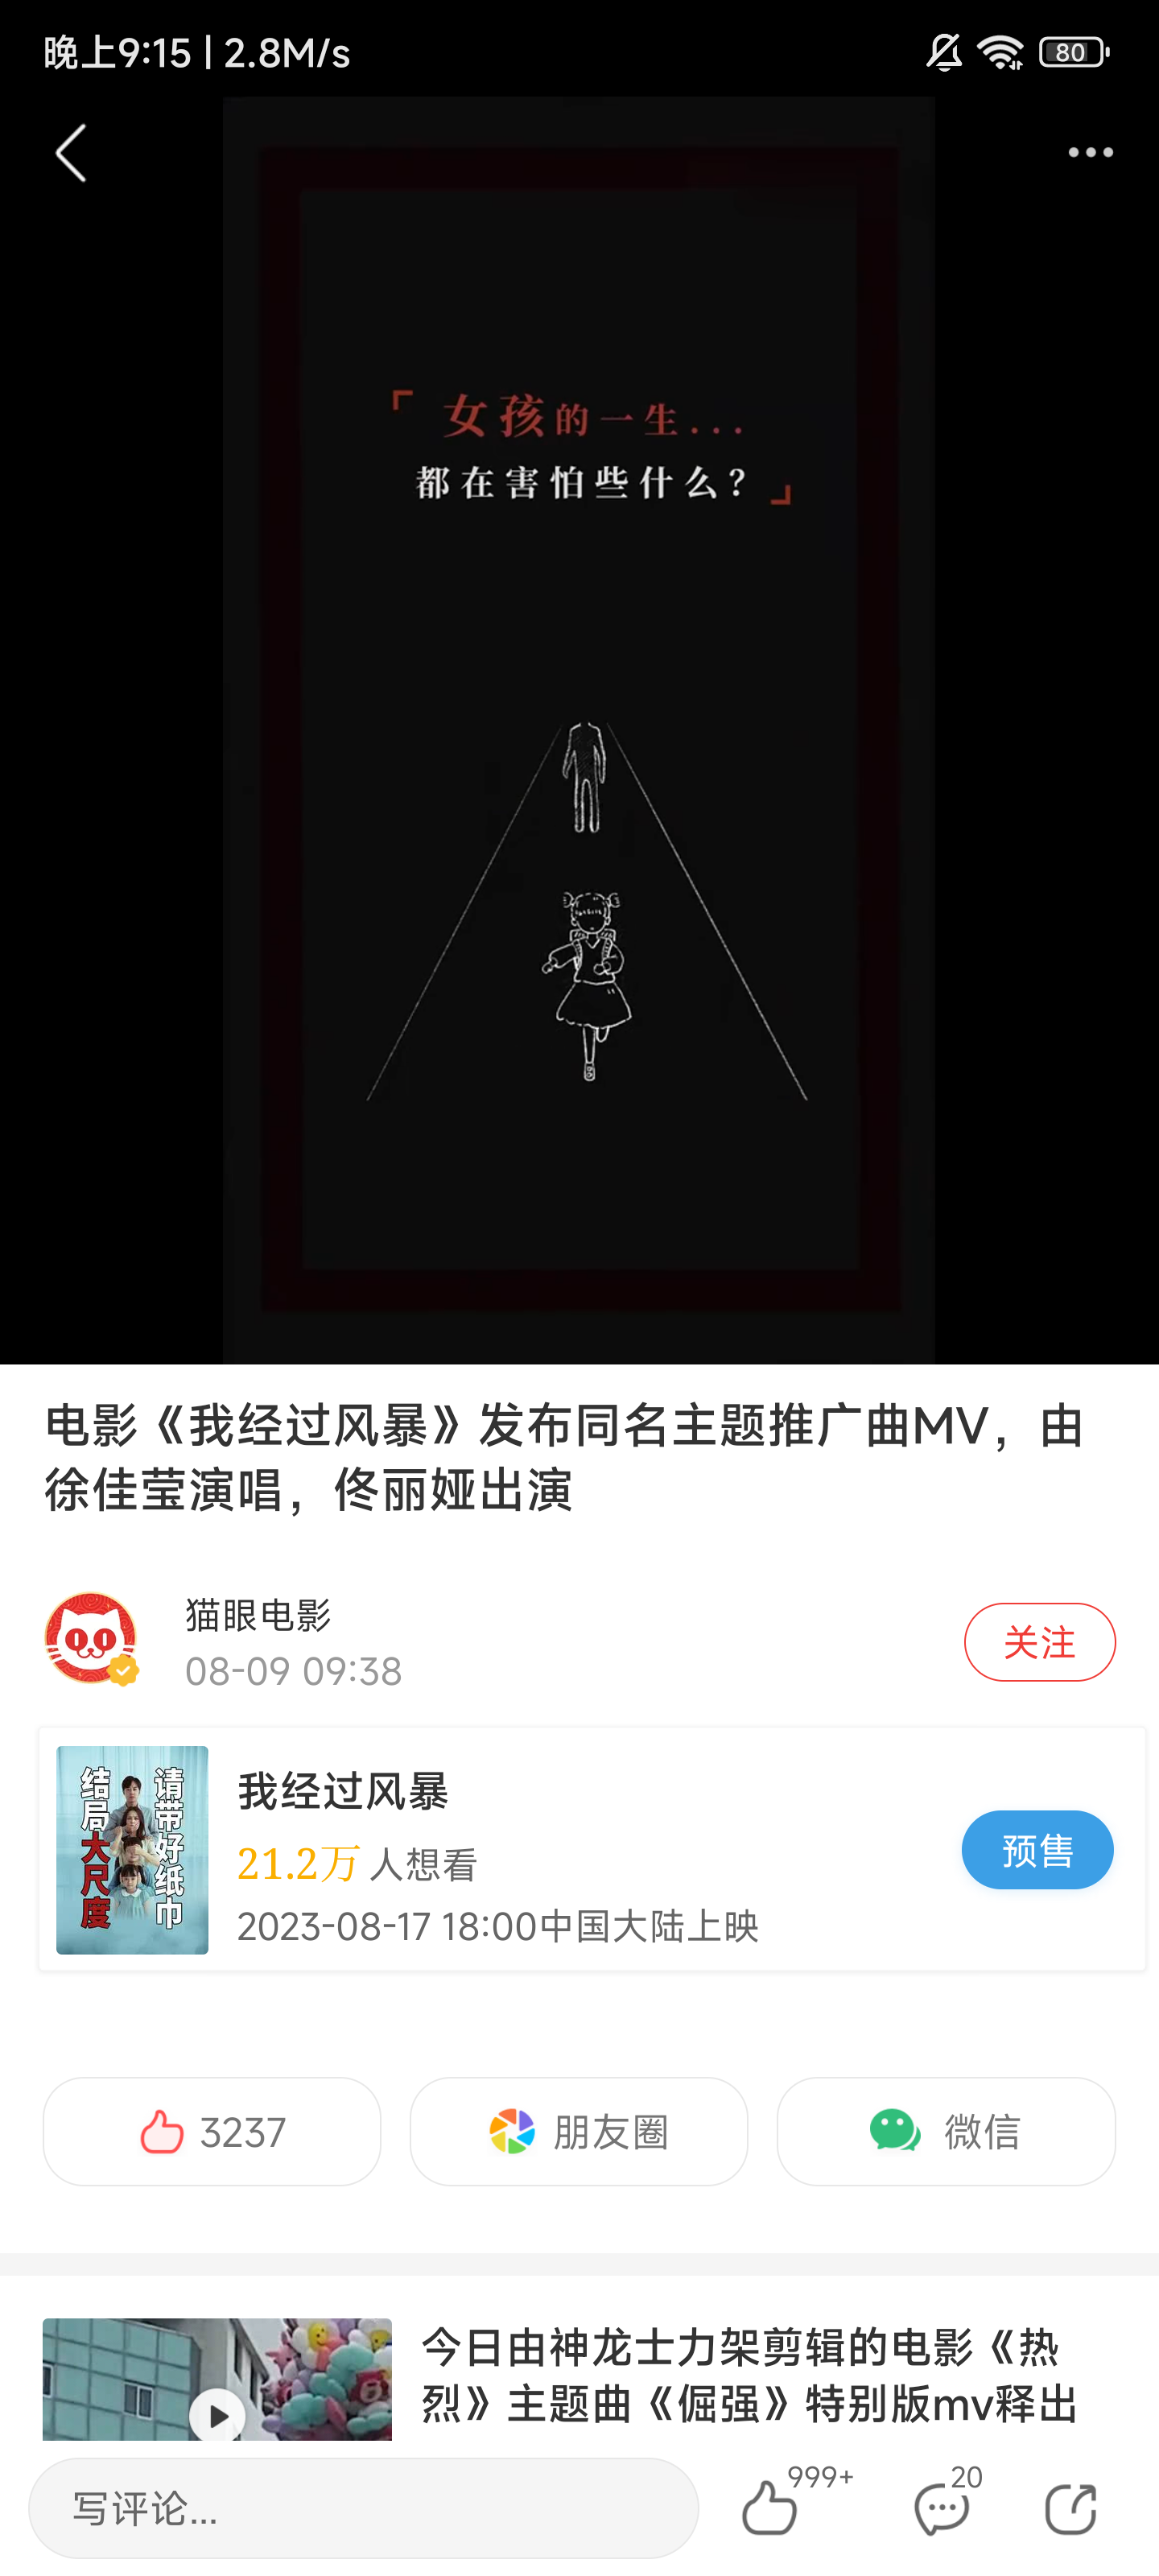 晚上9:15 | 2.8M/s
80
「女孩的一生...
都在害怕些什么？」
电影《我经过风暴》发布同名主题推广曲MV，由
徐佳莹演唱，佟丽娅出演
猫眼电影
08-09 09:38
关注
结局大尺度
请带好纸巾
我经过风暴
21.2万人想看
2023-08-17 18:00中国大陆上映
预售
3237
朋友圈
微信
今日由神龙士力架剪辑的电影《热
烈》主题曲《倔强》特别版mv释出
写评论...
999+
20